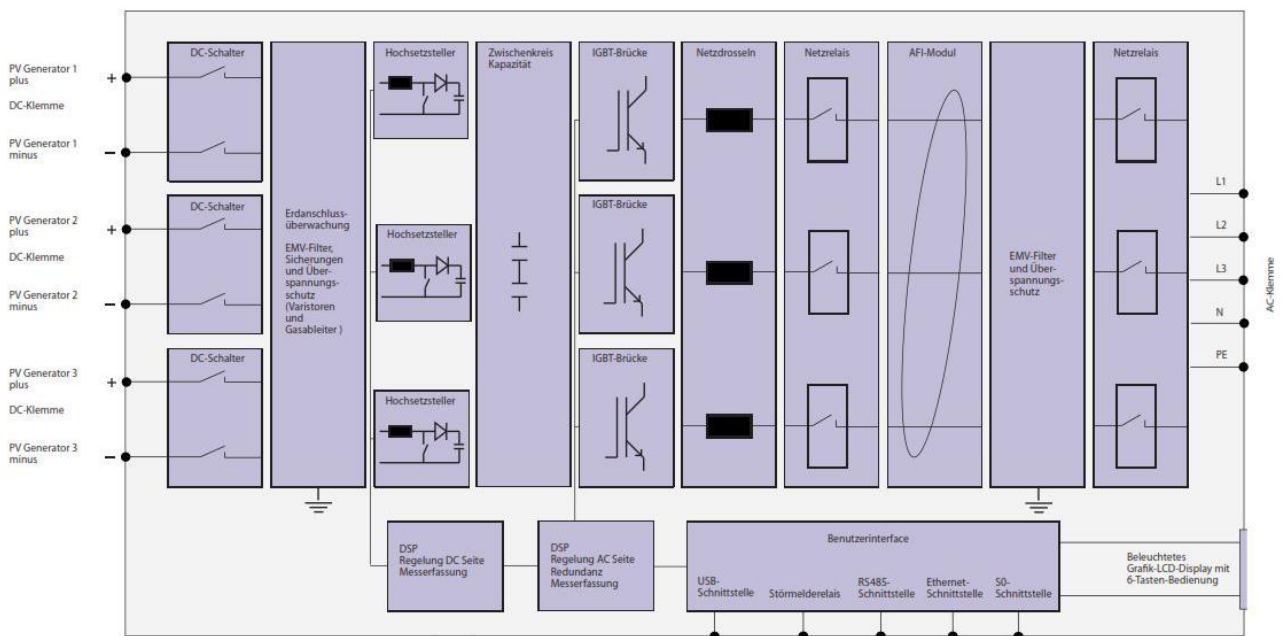 DC-Schalter
Hochsetzsteller
Zwischenkreis
Kapazität
IGBT-Brücke
Netzdrosseln
Netzrelais
AFI-Modul
Netzrelais
PV Generator 1
plus
+
DC-Klemme
PV Generator 1
minus
−
DC-Schalter
PV Generator 2
plus
+
DC-Klemme
PV Generator 2
minus
−
Erdanschluss-
überwachung
EMV-Filter,
Sicherungen
und Über-
spannungs-
schutz
(Varistoren
und
Gasableiter )
Hochsetzsteller
IGBT-Brücke
EMV-Filter
und Über-
spannungs-
schutz
L1
L2
L3
N
PE
AC-Klemme
DC-Schalter
PV Generator 3
plus
+
DC-Klemme
PV Generator 3
minus
−
Hochsetzsteller
IGBT-Brücke
DSP
Regelung DC Seite
Messerfassung
DSP
Regelung AC Seite
Redundanz
Messerfassung
Benutzerinterface
USB-
Schnittstelle
Störmelderelais
RS485-
Schnittstelle
Ethernet-
Schnittstelle
S0-
Schnittstelle
Beleuchtetes
Grafik-LCD-Display mit
6-Tasten-Bedienung